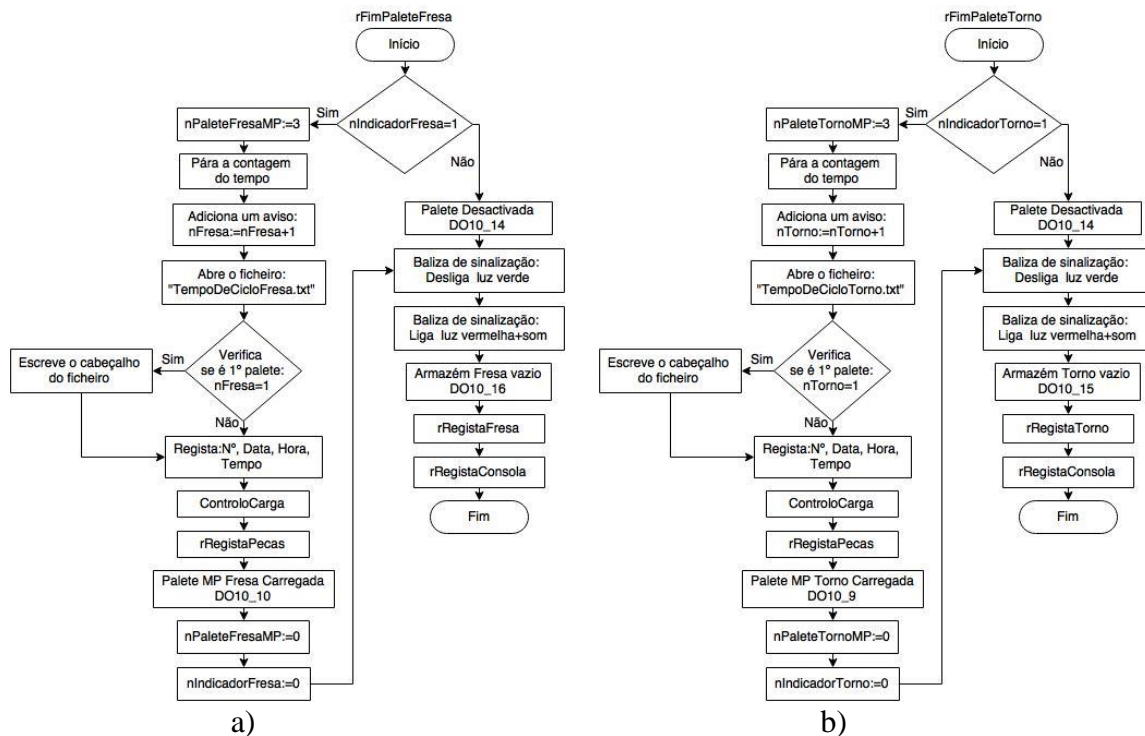 rFimPaleteFresa
Início
nIndicadorFresa=1
Sim
Não
nPaleteFresaMP:=3
Pára a contagem
do tempo
Adiciona um aviso:
nFresa:=nFresa+1
Abre o ficheiro:
"TempoDeCicloFresa.txt"
Verifica
se é 1º palete:
nFresa=1
Sim
Escreve o cabeçalho
do ficheiro
Não
Regista:Nº, Data, Hora,
Tempo
ControloCarga
rRegistaPecas
Palete MP Fresa Carregada
DO10_10
nPaleteFresaMP:=0
nIndicadorFresa:=0
Palete Desactivada
DO10_14
Baliza de sinalização:
Desliga luz verde
Baliza de sinalização:
Liga luz vermelha+som
Armazém Fresa vazio
DO10_16
rRegistaFresa
rRegistaConsola
Fim
a)
rFimPaleteTorno
Início
nIndicadorTorno=1
Sim
Não
nPaleteTornoMP:=3
Pára a contagem
do tempo
Adiciona um aviso:
nTorno:=nTorno+1
Abre o ficheiro:
"TempoDeCicloTorno.txt"
Verifica
se é 1º palete:
nTorno=1
Sim
Escreve o cabeçalho
do ficheiro
Não
Regista:Nº, Data, Hora,
Tempo
ControloCarga
rRegistaPecas
Palete MP Torno Carregada
DO10_9
nPaleteTornoMP:=0
nIndicadorTorno:=0
Palete Desactivada
DO10_14
Baliza de sinalização:
Desliga luz verde
Baliza de sinalização:
Liga luz vermelha+som
Armazém Torno vazio
DO10_15
rRegistaTorno
rRegistaConsola
Fim
b)